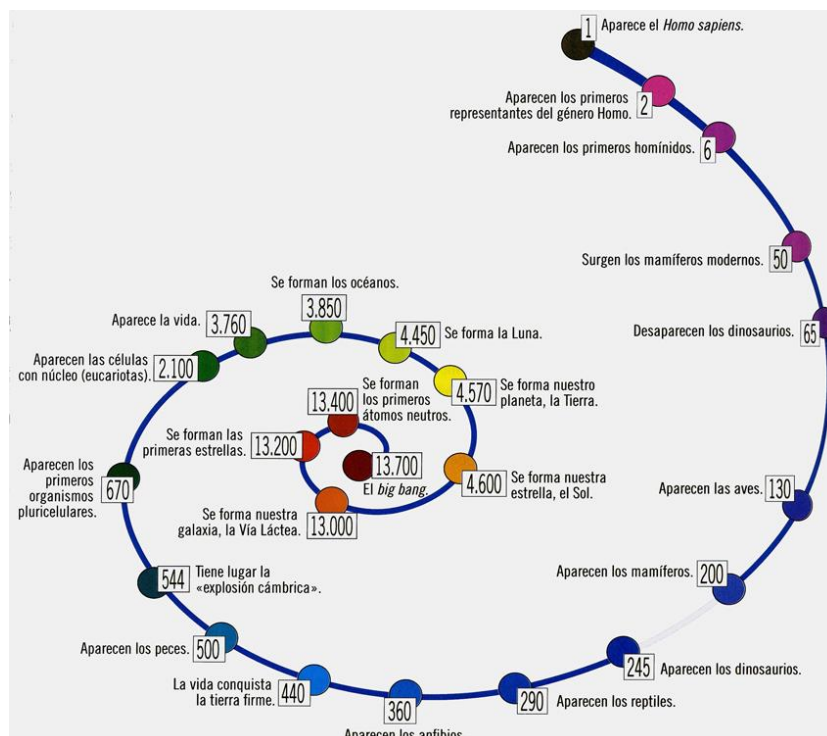 1 Aparece el Homo sapiens.
Aparecen los primeros
representantes del género Homo. 2
Aparecen los primeros homínidos. 6
Surgen los mamíferos modernos. 50
Desaparecen los dinosaurios. 65
Se forman los océanos.
3.850
Aparece la vida. 3.760
4.450 Se forma la Luna.
Aparecen las células
con núcleo (eucariotas). 2.100
4.570 Se forma nuestro
planeta, la Tierra.
13.400 Se forman
los primeros
átomos neutros.
Se forman las
primeras estrellas. 13.200
13.700
El big bang.
4.600 Se forma nuestra
estrella, el Sol.
Se forma nuestra
galaxia, la Vía Láctea. 13.000
Aparecen los
primeros
organismos
pluricelulares. 670
Aparecen las aves. 130
544 Tiene lugar la
«explosión cámbrica».
Aparecen los mamíferos. 200
Aparecen los peces. 500
245 Aparecen los dinosaurios.
La vida conquista
la tierra firme. 440
290 Aparecen los reptiles.
360
Aparecen los anfibios.